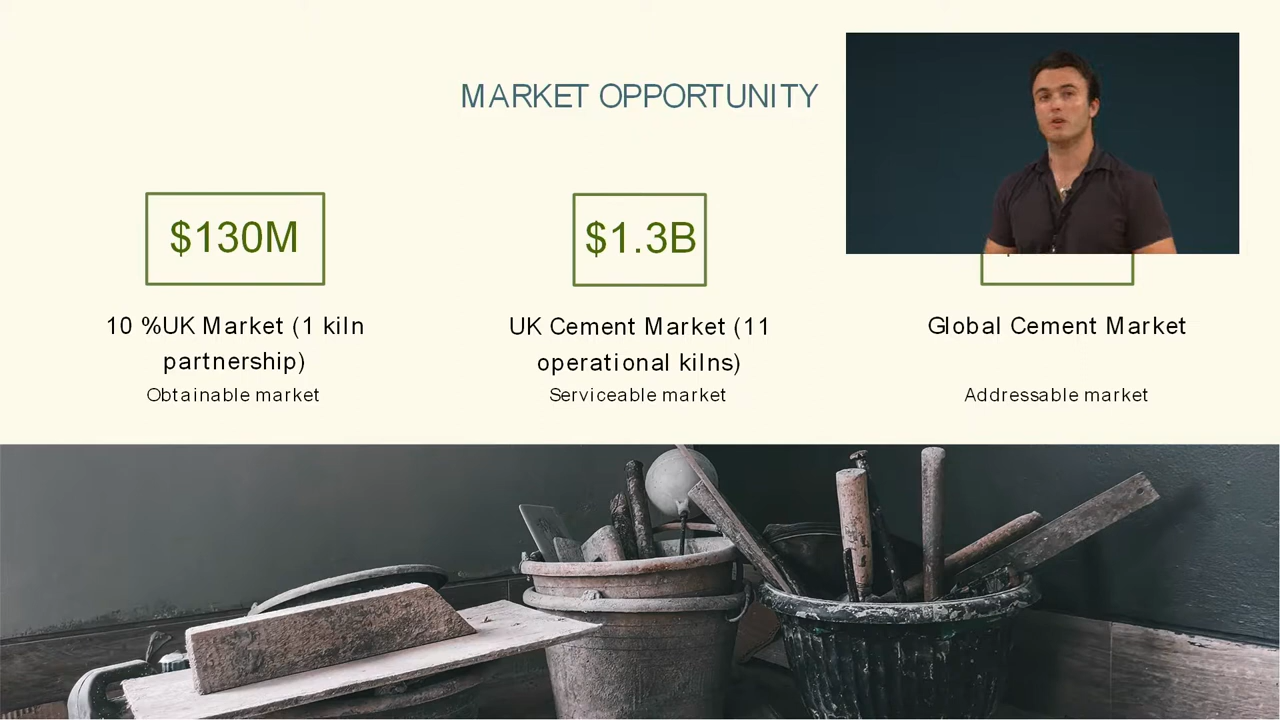 MARKET OPPORTUNITY
$130M
$1.3B
10 %UK Market (1 kiln
partnership)
Obtainable market
UK Cement Market (11
operational kilns)
Serviceable market
Global Cement Market
Addressable market